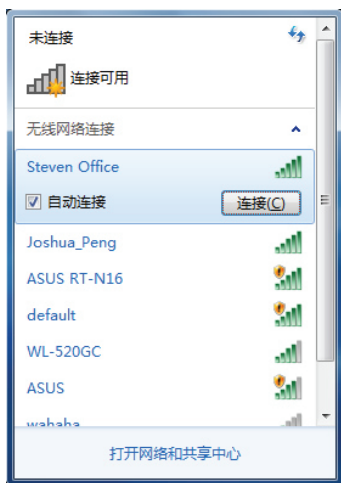 未连接
连接可用
无线网络连接
Steven Office
自动连接 连接(C)
Joshua_Peng
ASUS RT-N16
default
WL-520GC
ASUS
wahaha
打开网络和共享中心